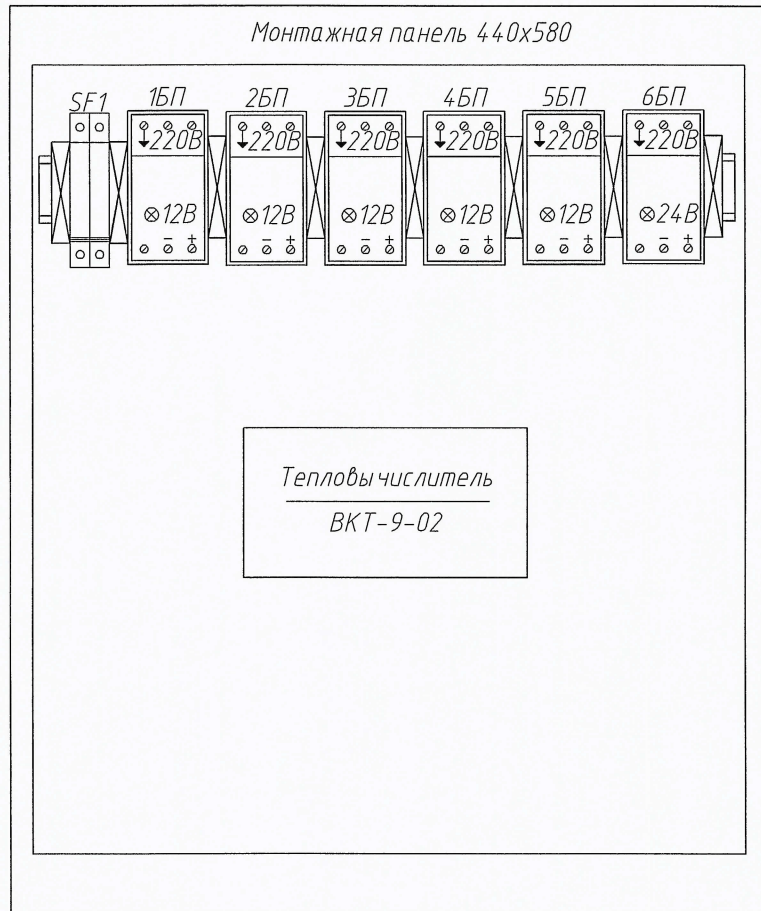 Монтажная панель 440х580
SF1 1БП 2БП 3БП 4БП 5БП 6БП
220В 220В 220В 220В 220В 220В
12В 12В 12В 12В 12В 24В
- + - + - + - + - + - +
Тепловычислитель
ВКТ-9-02